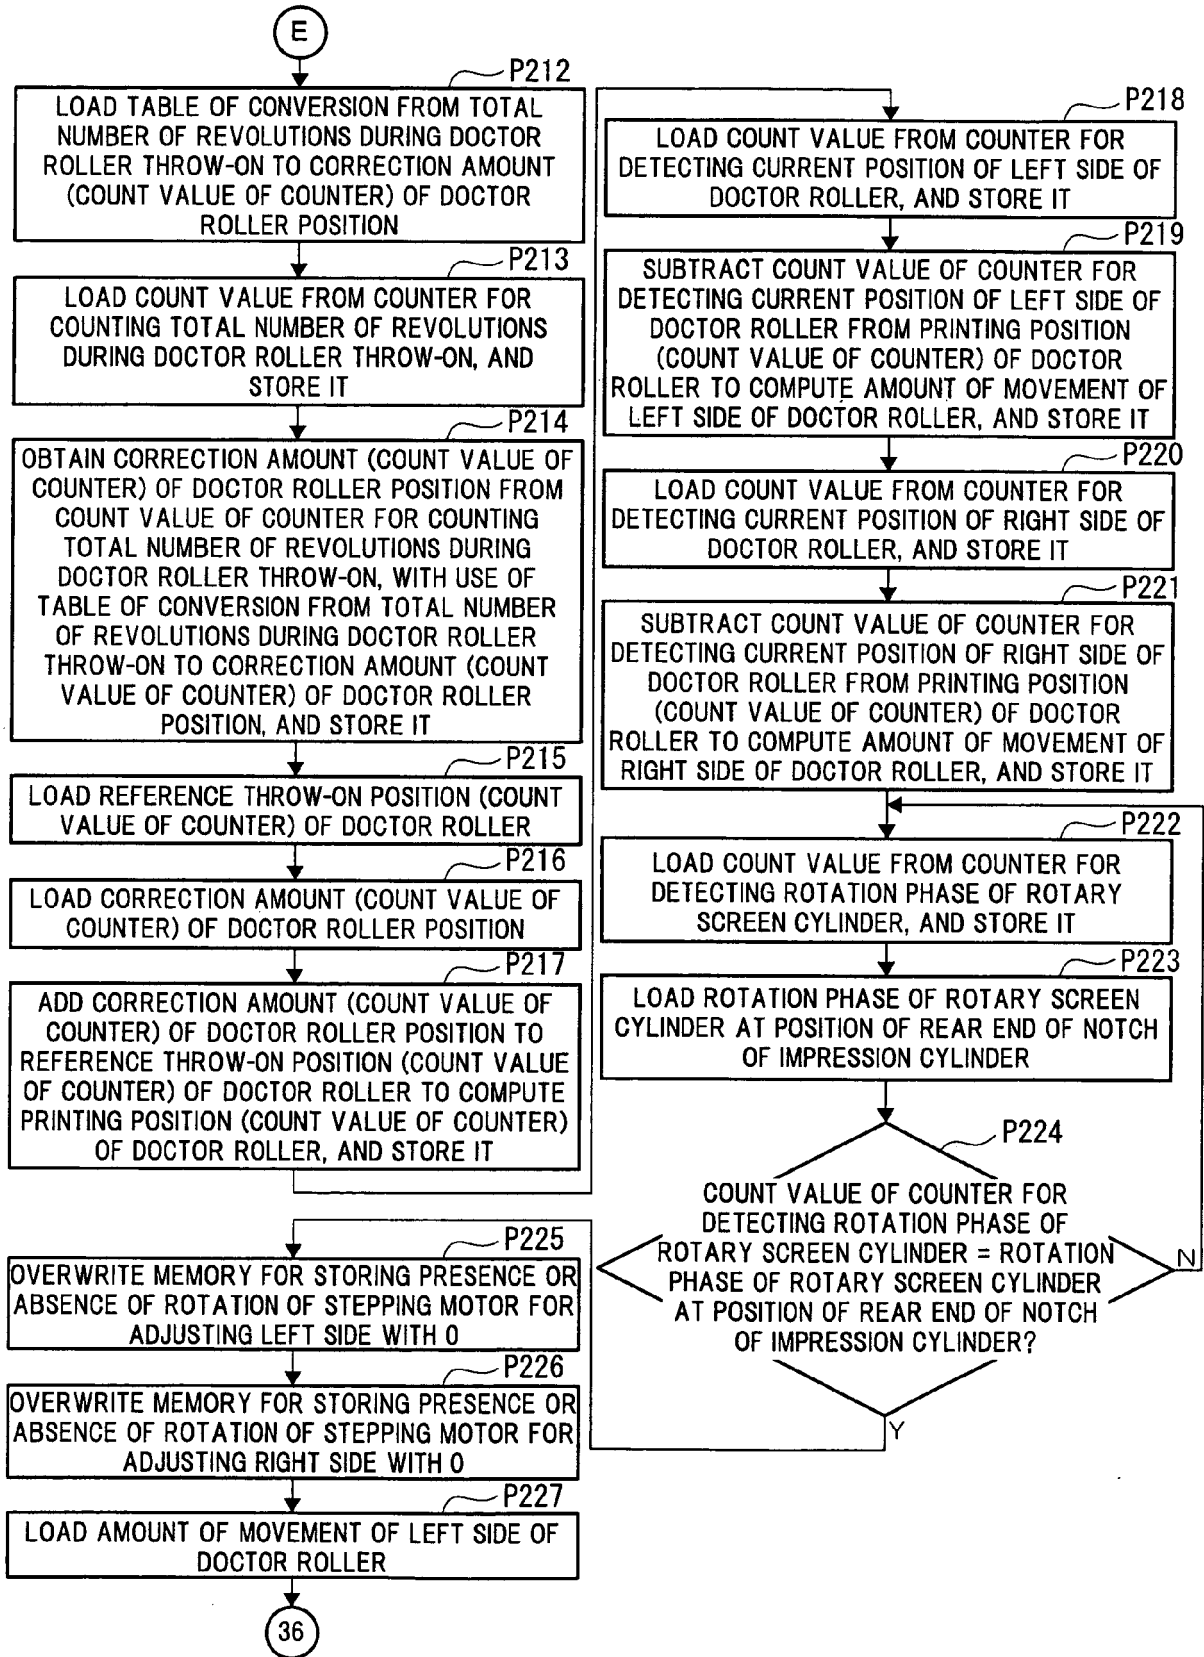 E
P212
LOAD TABLE OF CONVERSION FROM TOTAL
NUMBER OF REVOLUTIONS DURING DOCTOR
ROLLER THROW-ON TO CORRECTION AMOUNT
(COUNT VALUE OF COUNTER) OF DOCTOR
ROLLER POSITION
P213
LOAD COUNT VALUE FROM COUNTER FOR
COUNTING TOTAL NUMBER OF REVOLUTIONS
DURING DOCTOR ROLLER THROW-ON, AND
STORE IT
P214
OBTAIN CORRECTION AMOUNT (COUNT VALUE OF
COUNTER) OF DOCTOR ROLLER POSITION FROM
COUNT VALUE OF COUNTER FOR COUNTING
TOTAL NUMBER OF REVOLUTIONS DURING
DOCTOR ROLLER THROW-ON, WITH USE OF
TABLE OF CONVERSION FROM TOTAL NUMBER
OF REVOLUTIONS DURING DOCTOR ROLLER
THROW-ON TO CORRECTION AMOUNT (COUNT
VALUE OF COUNTER) OF DOCTOR ROLLER
POSITION, AND STORE IT
P215
LOAD REFERENCE THROW-ON POSITION (COUNT
VALUE OF COUNTER) OF DOCTOR ROLLER
P216
LOAD CORRECTION AMOUNT (COUNT VALUE OF
COUNTER) OF DOCTOR ROLLER POSITION
P217
ADD CORRECTION AMOUNT (COUNT VALUE OF
COUNTER) OF DOCTOR ROLLER POSITION TO
REFERENCE THROW-ON POSITION (COUNT VALUE
OF COUNTER) OF DOCTOR ROLLER TO COMPUTE
PRINTING POSITION (COUNT VALUE OF COUNTER)
OF DOCTOR ROLLER, AND STORE IT
P218
LOAD COUNT VALUE FROM COUNTER FOR
DETECTING CURRENT POSITION OF LEFT SIDE OF
DOCTOR ROLLER, AND STORE IT
P219
SUBTRACT COUNT VALUE OF COUNTER FOR
DETECTING CURRENT POSITION OF LEFT SIDE OF
DOCTOR ROLLER FROM PRINTING POSITION
(COUNT VALUE OF COUNTER) OF DOCTOR
ROLLER TO COMPUTE AMOUNT OF MOVEMENT OF
LEFT SIDE OF DOCTOR ROLLER, AND STORE IT
P220
LOAD COUNT VALUE FROM COUNTER FOR
DETECTING CURRENT POSITION OF RIGHT SIDE OF
DOCTOR ROLLER, AND STORE IT
P221
SUBTRACT COUNT VALUE OF COUNTER FOR
DETECTING CURRENT POSITION OF RIGHT SIDE OF
DOCTOR ROLLER FROM PRINTING POSITION
(COUNT VALUE OF COUNTER) OF DOCTOR
ROLLER TO COMPUTE AMOUNT OF MOVEMENT OF
RIGHT SIDE OF DOCTOR ROLLER, AND STORE IT
P222
LOAD COUNT VALUE FROM COUNTER FOR
DETECTING ROTATION PHASE OF ROTARY
SCREEN CYLINDER, AND STORE IT
P223
LOAD ROTATION PHASE OF ROTARY SCREEN
CYLINDER AT POSITION OF REAR END OF NOTCH
OF IMPRESSION CYLINDER
P224
COUNT VALUE OF COUNTER FOR
DETECTING ROTATION PHASE OF
ROTARY SCREEN CYLINDER = ROTATION
PHASE OF ROTARY SCREEN CYLINDER
AT POSITION OF REAR END OF NOTCH
OF IMPRESSION CYLINDER?
N
Y
P225
OVERWRITE MEMORY FOR STORING PRESENCE OR
ABSENCE OF ROTATION OF STEPPING MOTOR FOR
ADJUSTING LEFT SIDE WITH 0
P226
OVERWRITE MEMORY FOR STORING PRESENCE OR
ABSENCE OF ROTATION OF STEPPING MOTOR FOR
ADJUSTING RIGHT SIDE WITH 0
P227
LOAD AMOUNT OF MOVEMENT OF LEFT SIDE OF
DOCTOR ROLLER
36